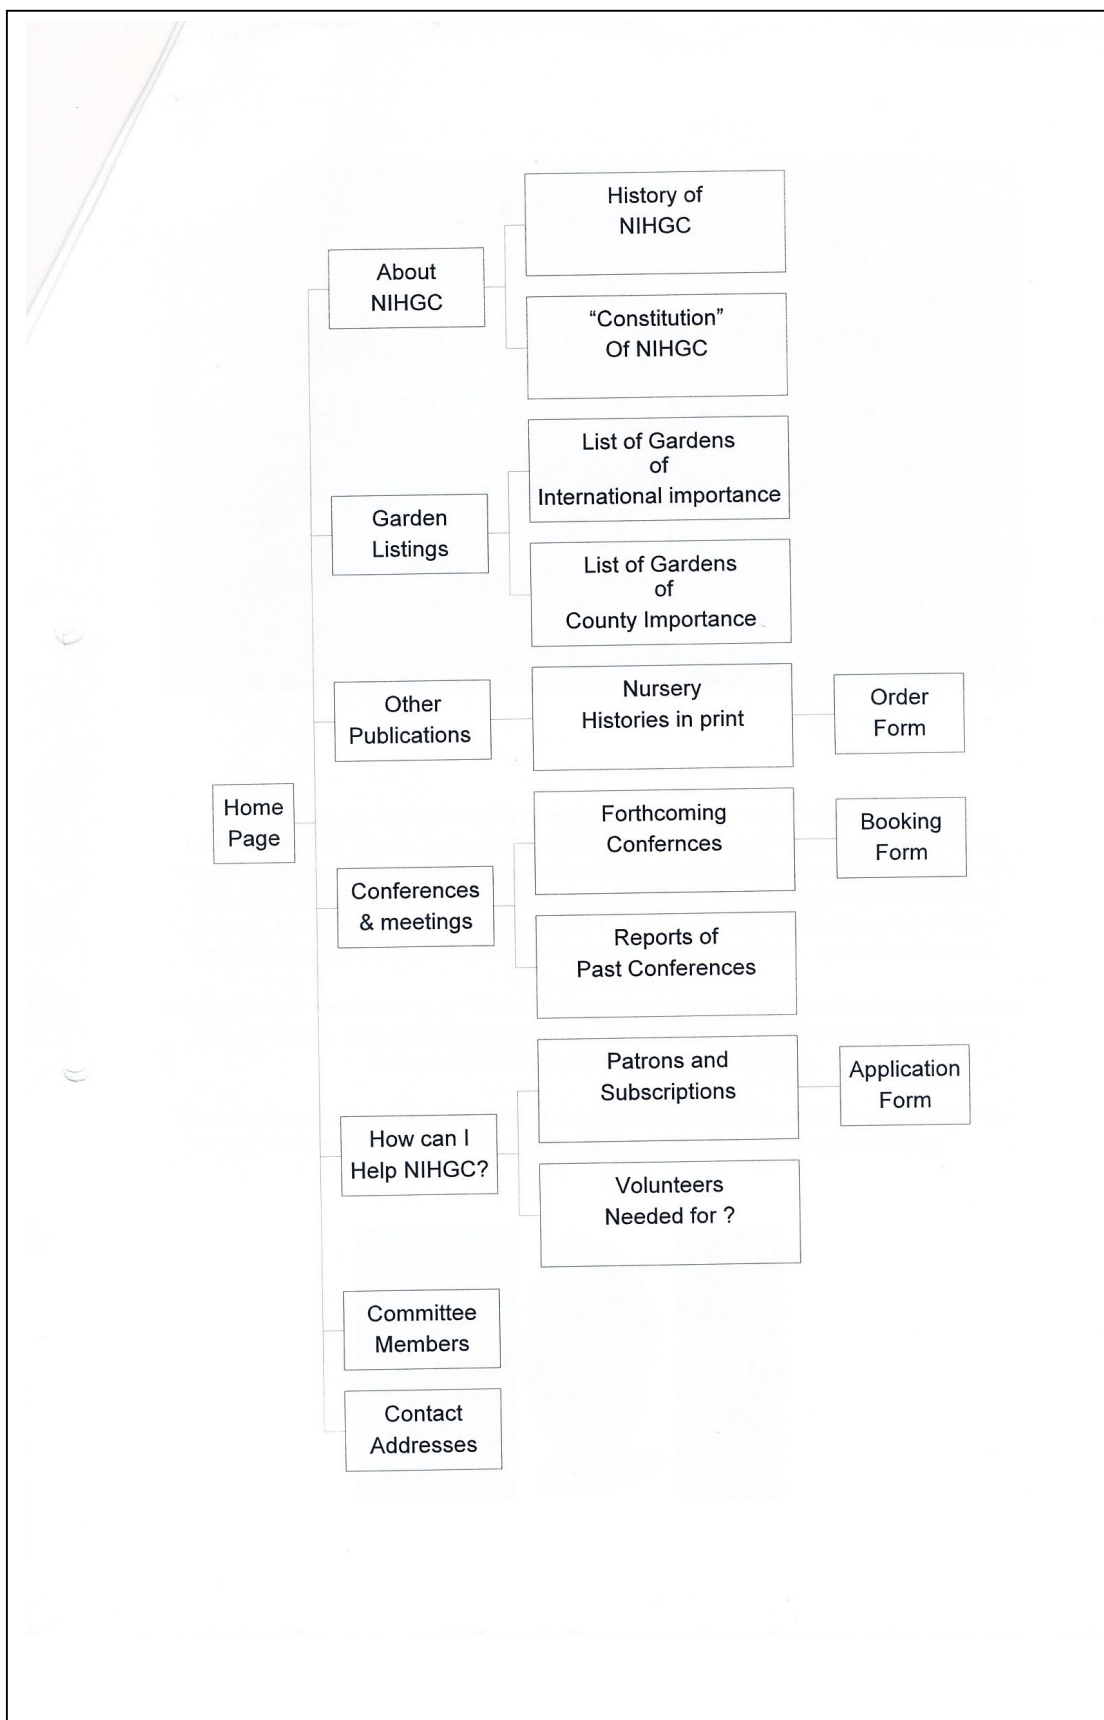 History of
NIHGC
About
NIHGC
“Constitution”
Of NIHGC
List of Gardens
of
International importance
Garden
Listings
List of Gardens
of
County Importance
Other
Publications
Nursery
Histories in print
Order
Form
Home
Page
Forthcoming
Confernces
Booking
Form
Conferences
& meetings
Reports of
Past Conferences
Patrons and
Subscriptions
Application
Form
How can I
Help NIHGC?
Volunteers
Needed for ?
Committee
Members
Contact
Addresses